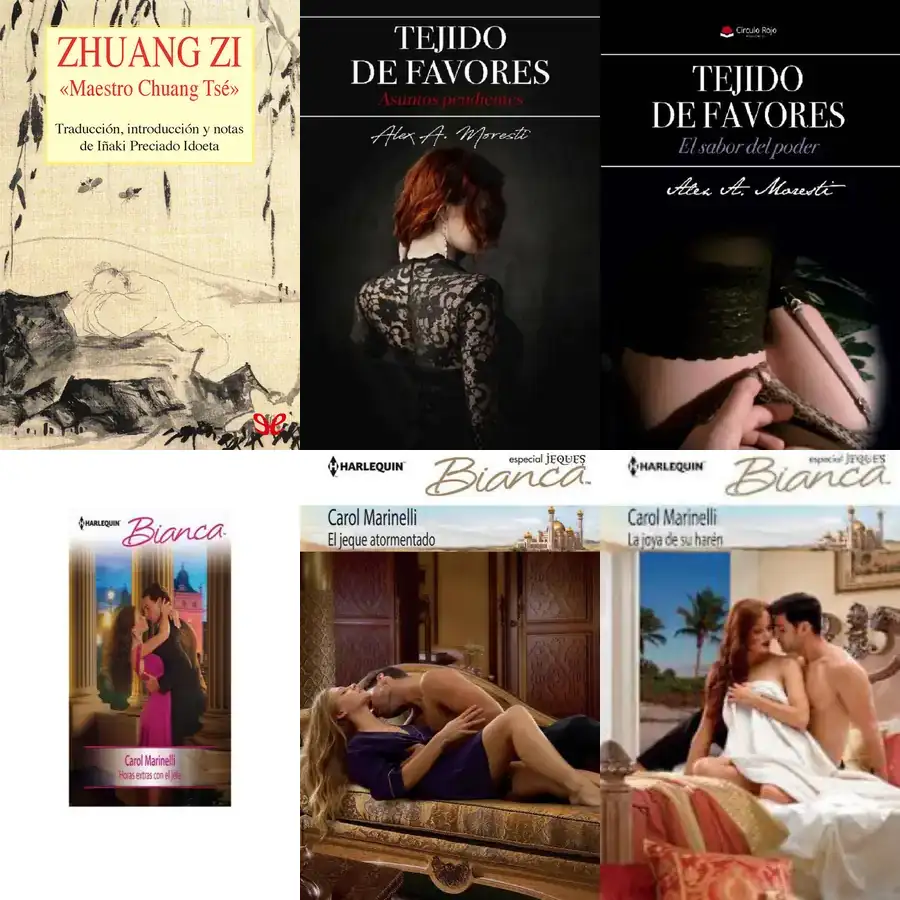 ZHUANG ZI
«Maestro Chuang Tsé»
Traducción, introducción y notas
de Iñaki Preciado Idoeta
TEJIDO
DE FAVORES
Asuntos pendientes
Alex A. Moresti
Círculo Rojo
TEJIDO
DE FAVORES
El sabor del poder
Alex A. Moresti
HARLEQUIN
Bianca
Carol Marinelli
Horas extras con el jefe
HARLEQUIN
especial JEQUES
Bianca
Carol Marinelli
El jeque atormentado
HARLEQUIN
especial JEQUES
Bianca
Carol Marinelli
La joya de su harén